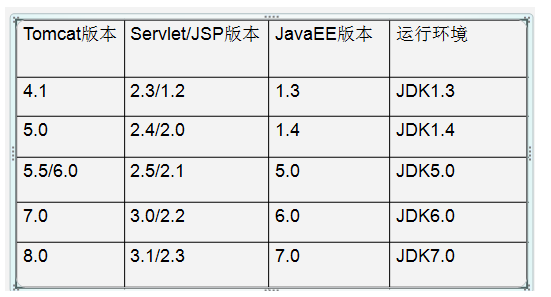 Tomcat版本 Servlet/JSP版本 JavaEE版本 运行环境
4.1 2.3/1.2 1.3 JDK1.3
5.0 2.4/2.0 1.4 JDK1.4
5.5/6.0 2.5/2.1 5.0 JDK5.0
7.0 3.0/2.2 6.0 JDK6.0
8.0 3.1/2.3 7.0 JDK7.0